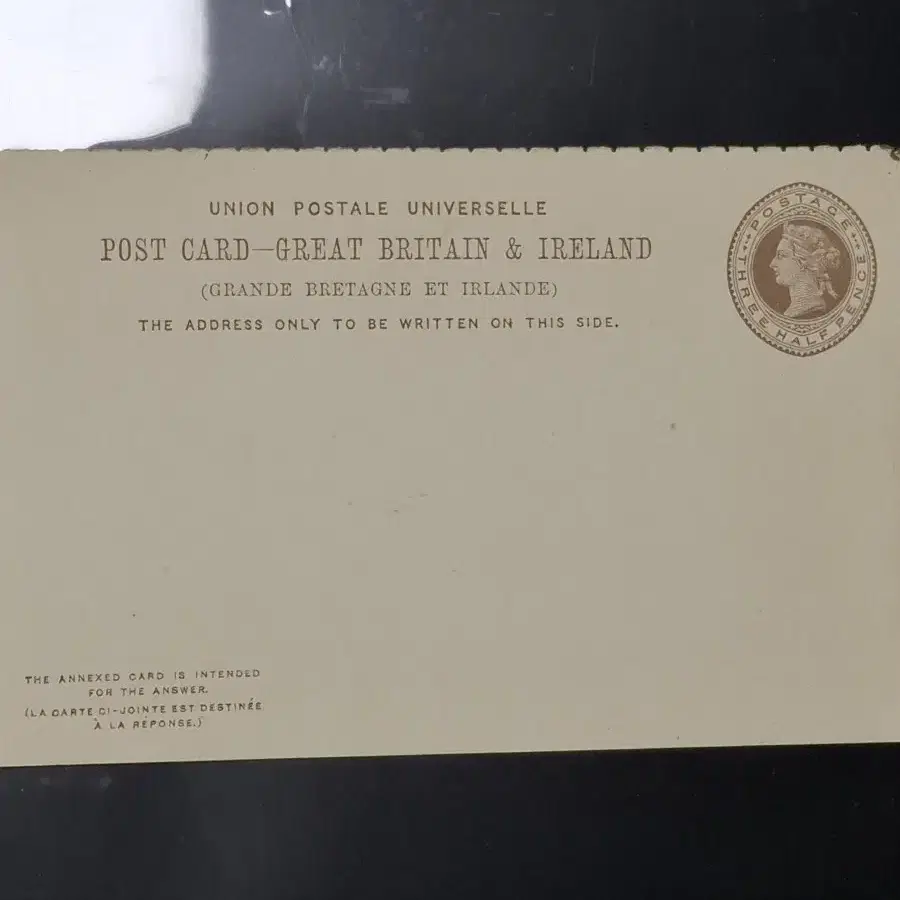 UNION POSTALE UNIVERSELLE
POST CARD—GREAT BRITAIN & IRELAND
(GRANDE BRETAGNE ET IRLANDE)
THE ADDRESS ONLY TO BE WRITTEN ON THIS SIDE.
POSTAGE
THREE HALF PENCE
THE ANNEXED CARD IS INTENDED
FOR THE ANSWER.
(LA CARTE CI-JOINTE EST DESTINÉE
À LA RÉPONSE.)